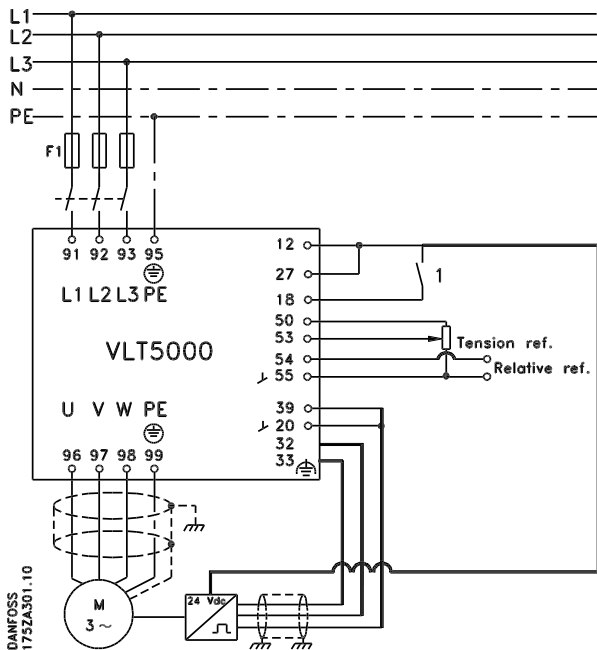 L1
L2
L3
N
PE
F1
91 92 93 95
L1 L2 L3 PE
VLT5000
U V W PE
96 97 98 99
12
27
18
1
50
53
Tension ref.
54
Relative ref.
55
39
20
32
33
M
3 ~
24 Vdc
DANFOSS
175ZA301.10